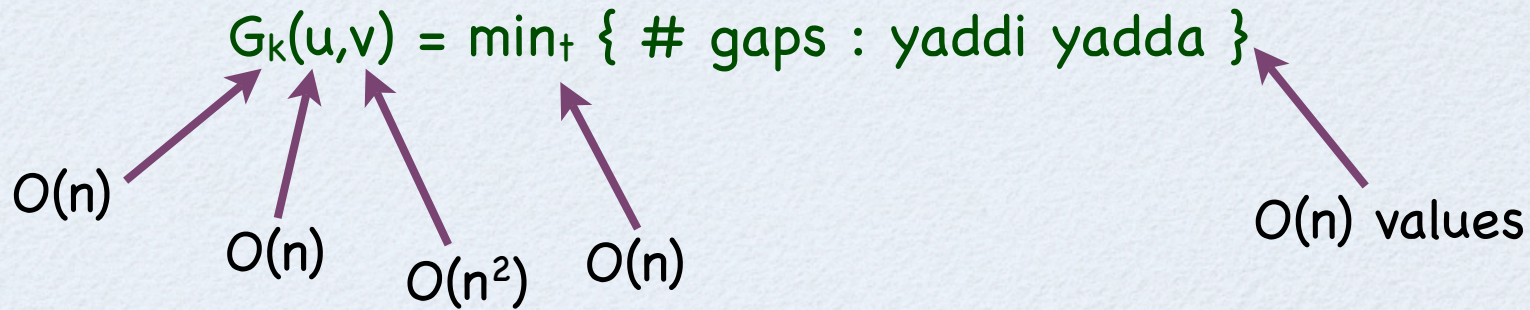 Gₖ(u,v) = minₜ { # gaps : yaddi yadda }
O(n)
O(n)
O(n²)
O(n)
O(n) values